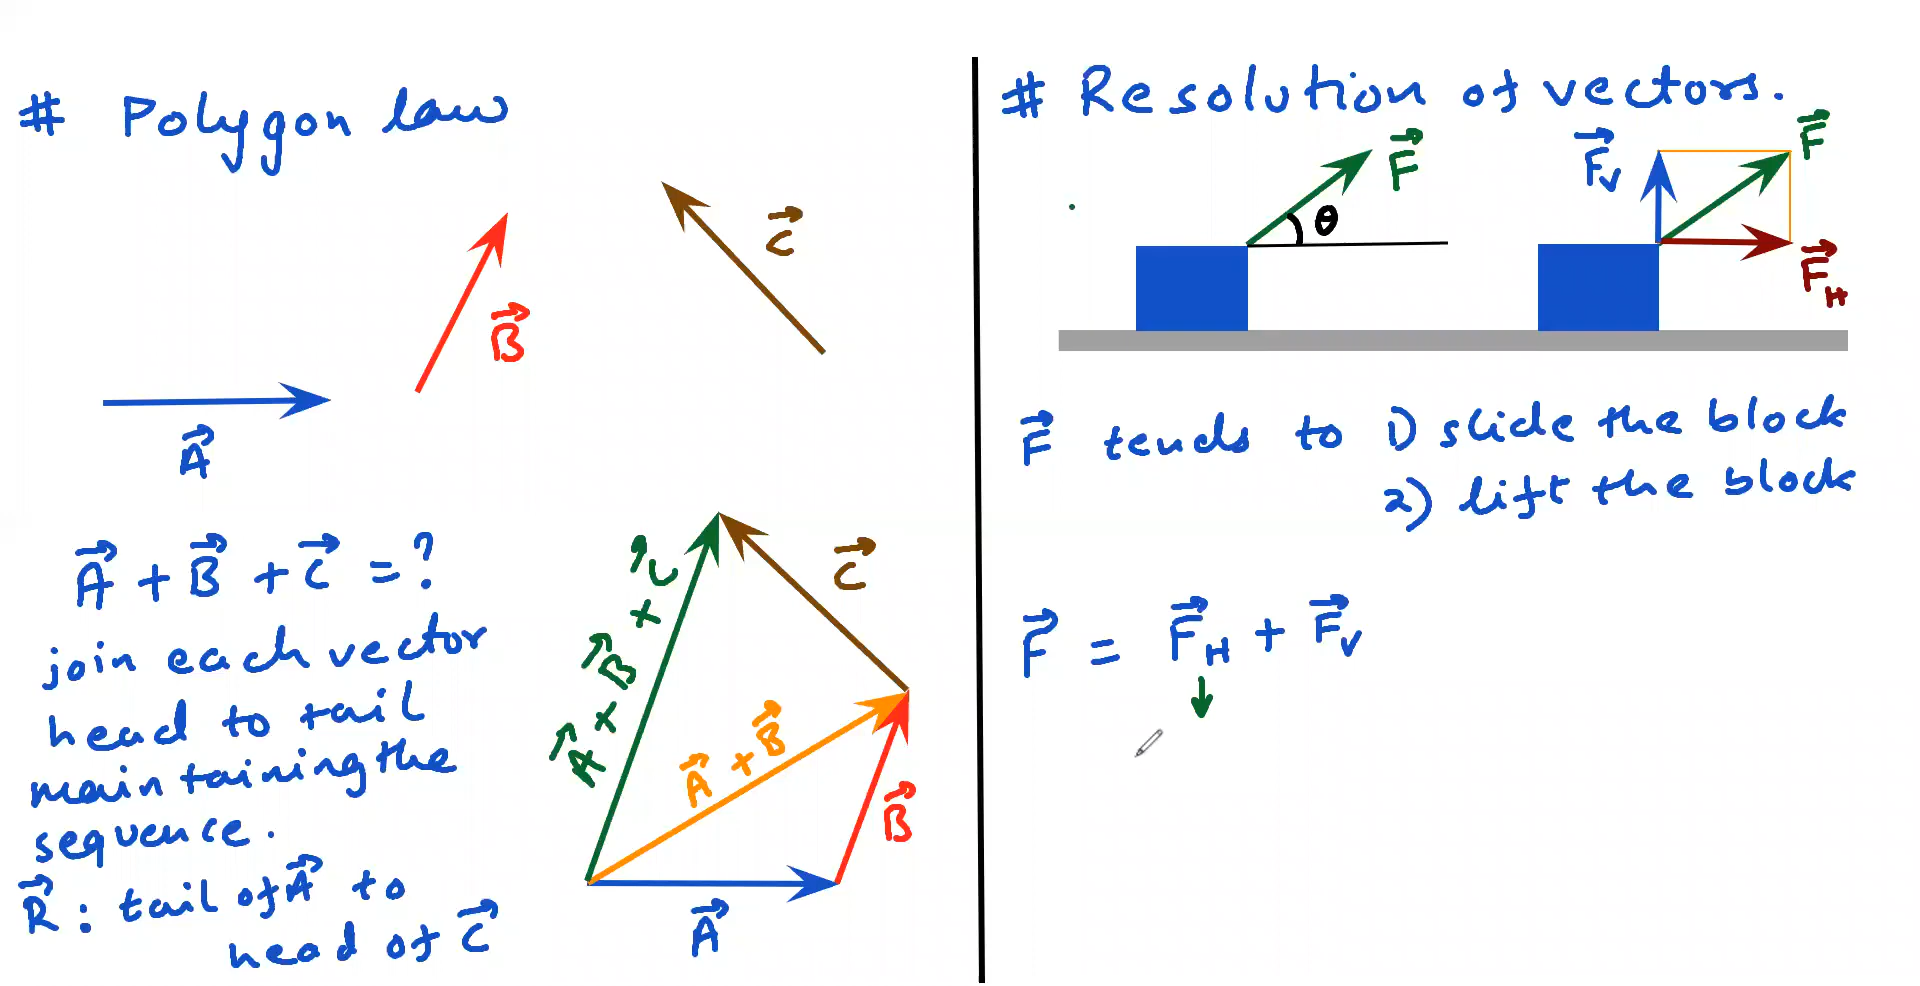 # Polygon law
C⃗
B⃗
A⃗
A⃗ + B⃗ + C⃗ = ?
join each vector
head to tail
maintaining the
sequence.
R⃗ : tail of A⃗ to
head of C⃗
A⃗ + B⃗ + C⃗
C⃗
A⃗ + B⃗
B⃗
A⃗
# Resolution of vectors.
F⃗
θ
F⃗V
F⃗
F⃗H
F⃗ tends to 1) slide the block
2) lift the block
F⃗ = F⃗H + F⃗V